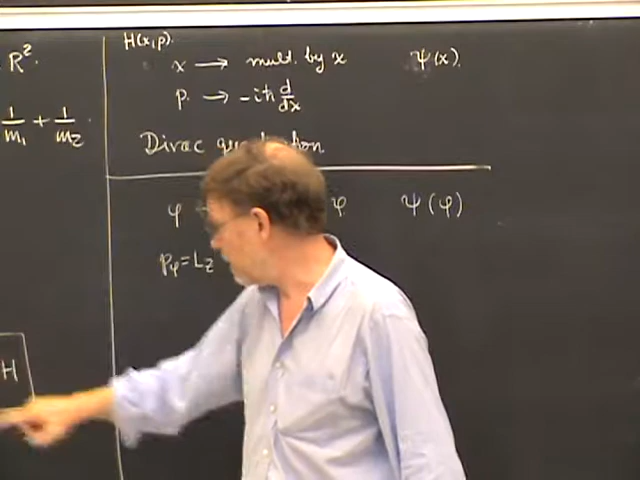 R².
1/m₁ + 1/m₂ .
H
H(x,p).
x → mult. by x ψ(x).
p. → -iħ d/dx
Dirac
φ φ ψ(φ)
p_φ = L_z